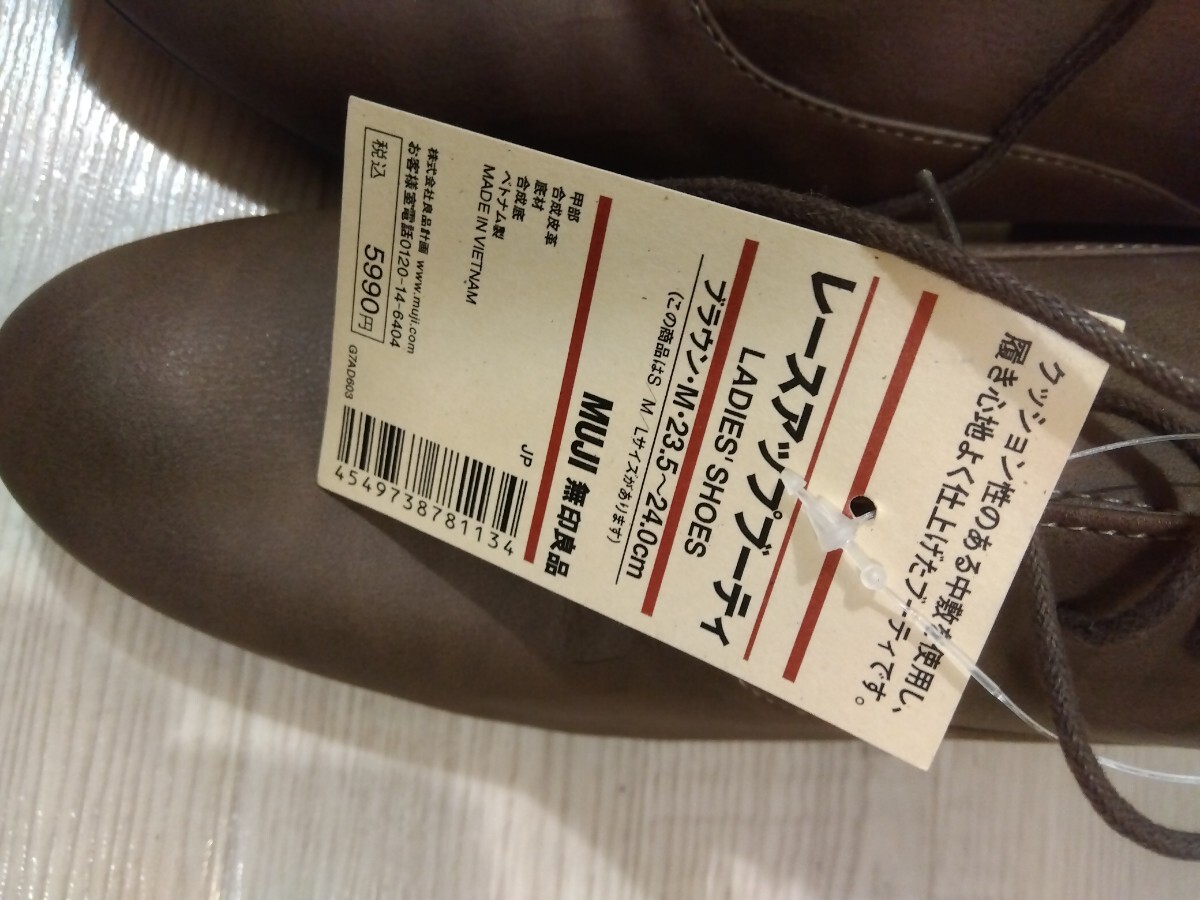 クッション性のある中敷を使用し、
履き心地よく仕上げたブーティです。
レースアップブーティ
LADIES' SHOES
ブラウン・M・23.5〜24.0cm
(この商品はS/M/Lサイズがあります)
MUJI 無印良品
甲部
合成皮革
底材
合成底
ベトナム製
MADE IN VIETNAM
JP
株式会社良品計画 www.muji.com
お客様室電話0120-14-6404
税込 5990円
G7AD603
4549738781134